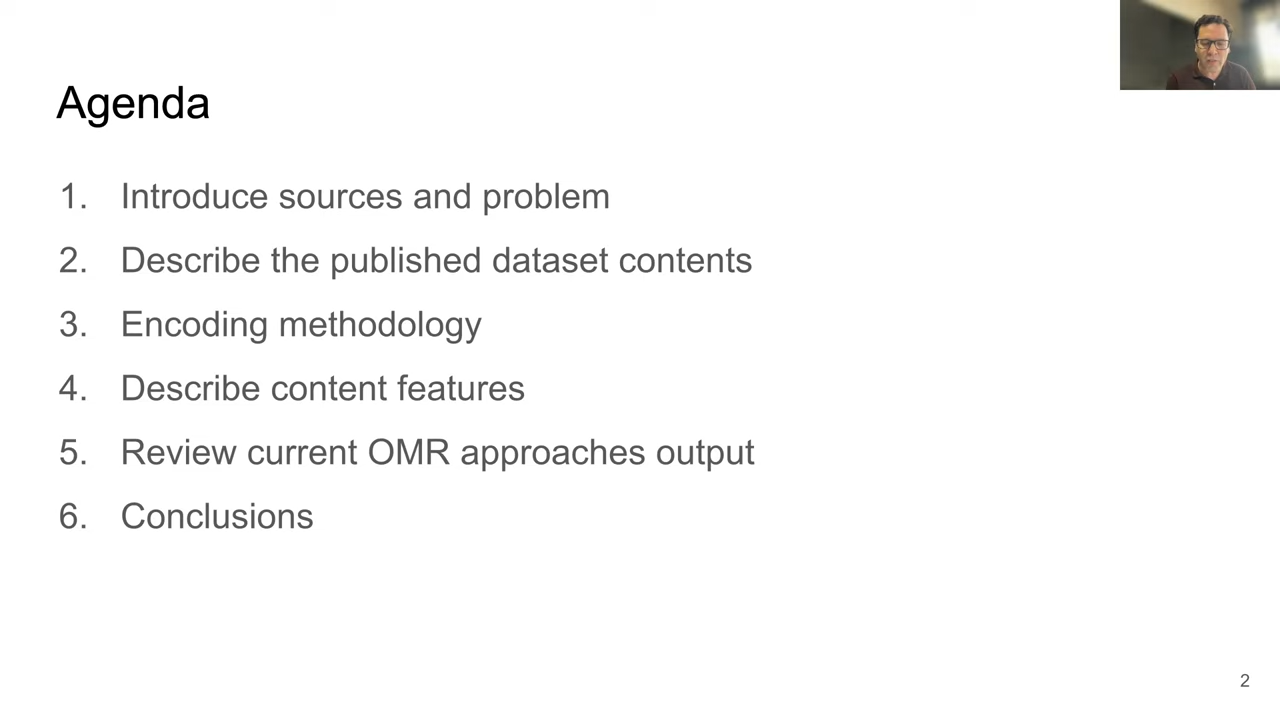 Agenda
1. Introduce sources and problem
2. Describe the published dataset contents
3. Encoding methodology
4. Describe content features
5. Review current OMR approaches output
6. Conclusions
2